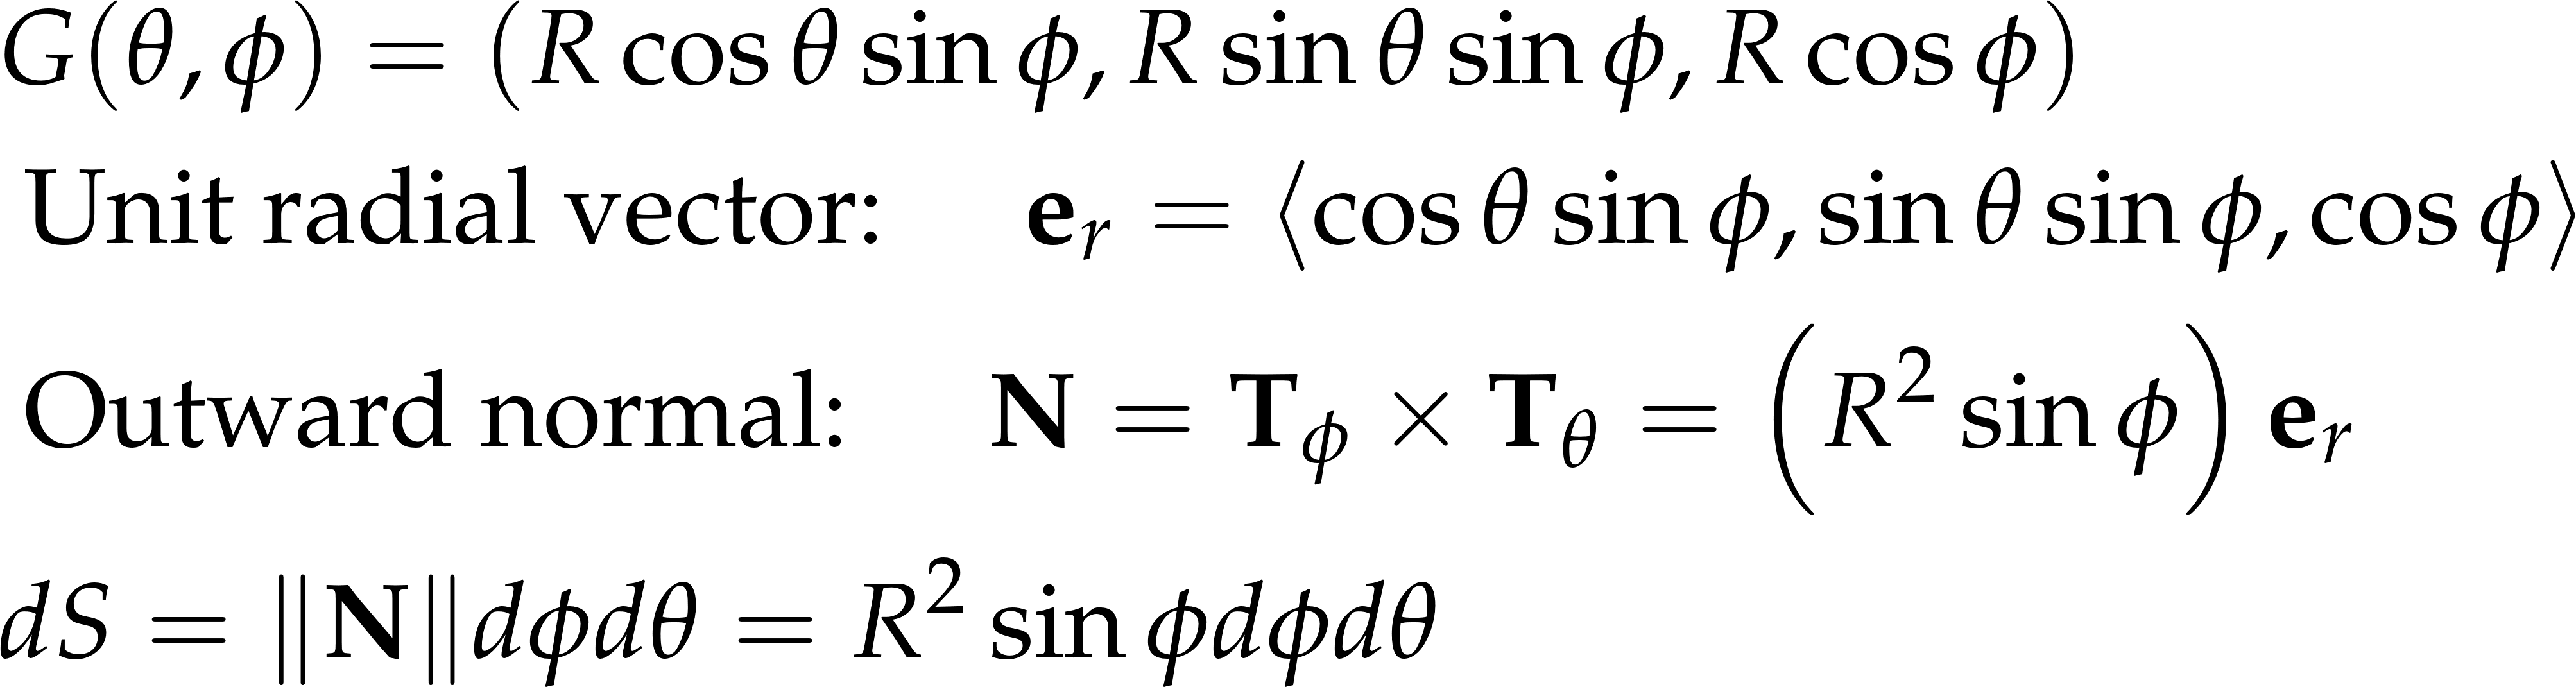 G(θ, ϕ) = (R cos θ sin ϕ, R sin θ sin ϕ, R cos ϕ)
Unit radial vector: e_r = ⟨cos θ sin ϕ, sin θ sin ϕ, cos ϕ⟩
Outward normal: N = T_ϕ × T_θ = (R² sin ϕ) e_r
dS = ‖N‖dϕdθ = R² sin ϕdϕdθ